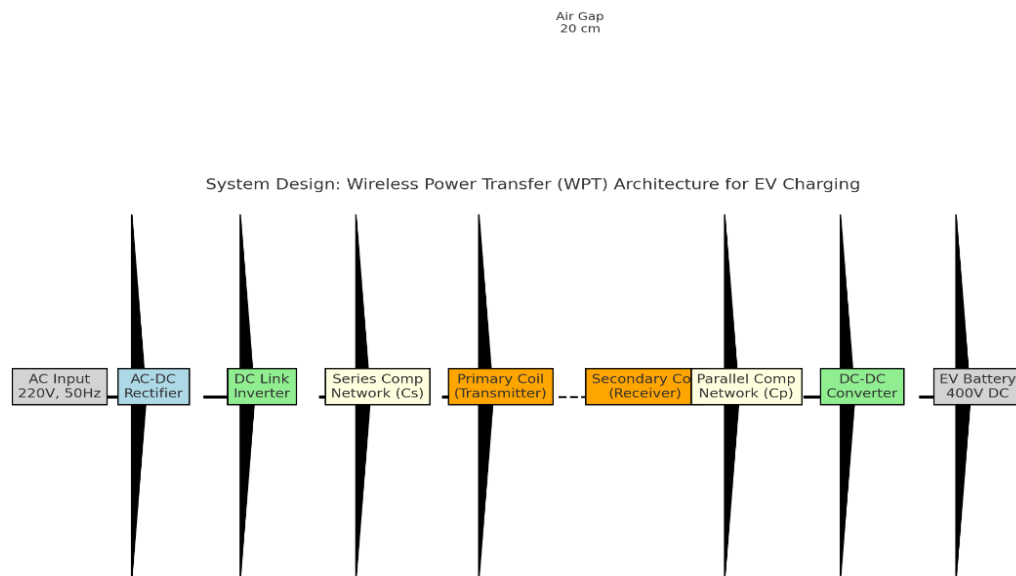 Air Gap
20 cm
System Design: Wireless Power Transfer (WPT) Architecture for EV Charging
AC Input
220V, 50Hz
AC-DC
Rectifier
DC Link
Inverter
Series Comp
Network (Cs)
Primary Coil
(Transmitter)
Secondary Co
(Receiver)
Parallel Comp
Network (Cp)
DC-DC
Converter
EV Battery
400V DC